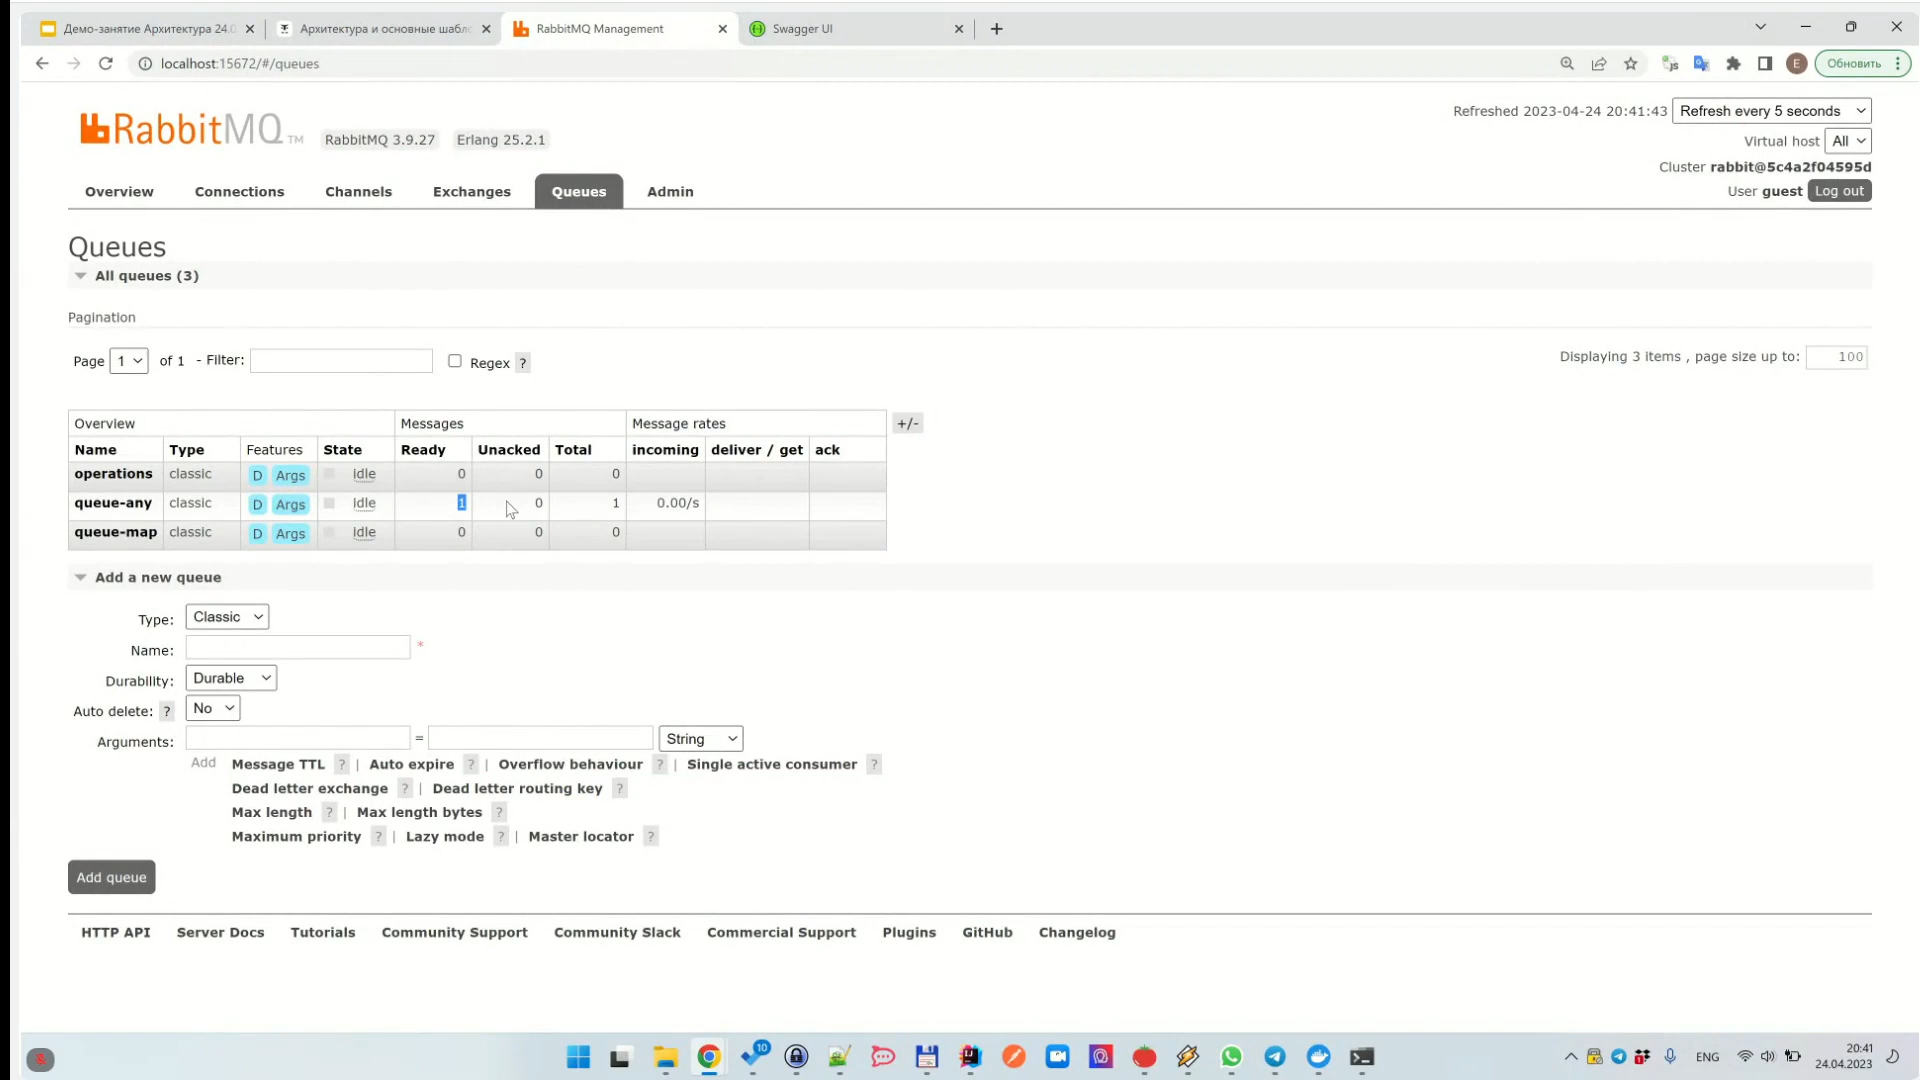 Демо-занятие Архитектура 24.0
Архитектура и основные шабло
RabbitMQ Management
Swagger UI
localhost:15672/#/queues
js
E
Обновить
RabbitMQ TM
RabbitMQ 3.9.27
Erlang 25.2.1
Refreshed 2023-04-24 20:41:43
Refresh every 5 seconds
Virtual host
All
Cluster rabbit@5c4a2f04595d
User guest
Log out
Overview
Connections
Channels
Exchanges
Queues
Admin
Queues
All queues (3)
Pagination
Page 1 of 1 - Filter:
Regex ?
Displaying 3 items , page size up to: 100
Overview Messages Message rates +/-
Name Type Features State Ready Unacked Total incoming deliver / get ack
operations classic D Args idle 0 0 0
queue-any classic D Args idle 1 0 1 0.00/s
queue-map classic D Args idle 0 0 0
Add a new queue
Type: Classic
Name: *
Durability: Durable
Auto delete: ? No
Arguments: = String
Add Message TTL ? | Auto expire ? | Overflow behaviour ? | Single active consumer ?
Dead letter exchange ? | Dead letter routing key ?
Max length ? | Max length bytes ?
Maximum priority ? | Lazy mode ? | Master locator ?
Add queue
HTTP API
Server Docs
Tutorials
Community Support
Community Slack
Commercial Support
Plugins
GitHub
Changelog
10
ENG
20:41
24.04.2023